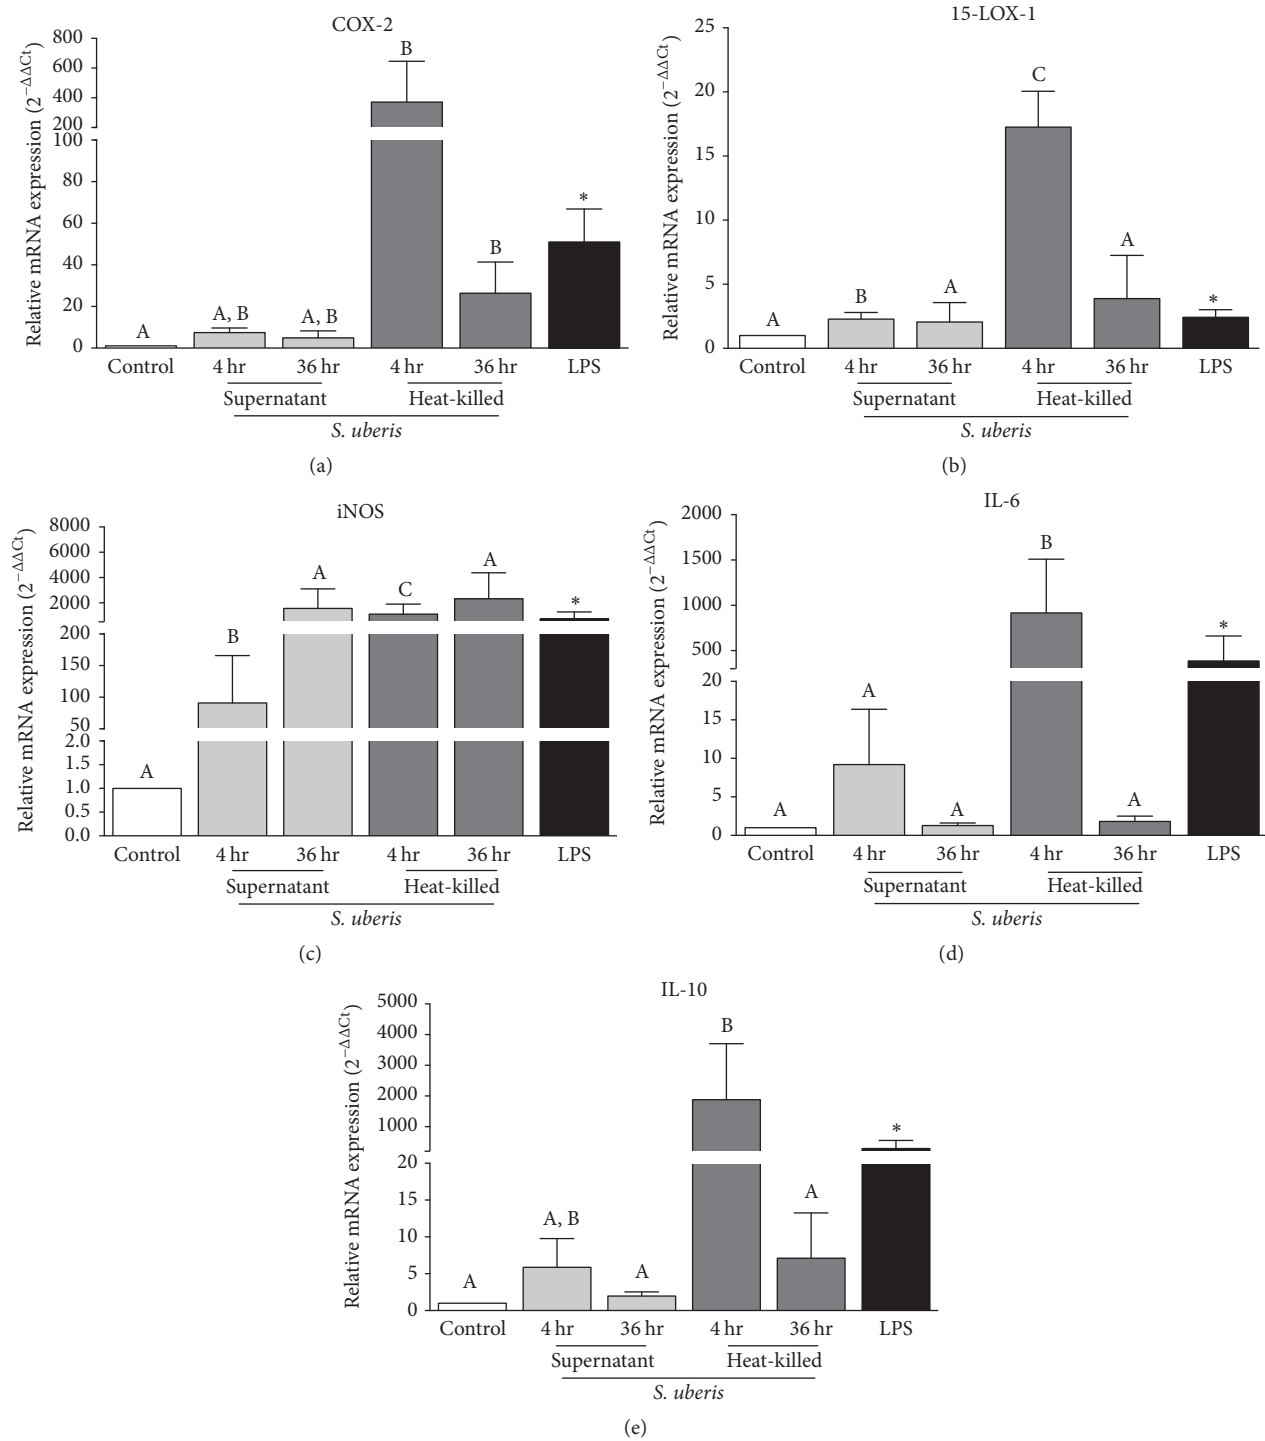 COX-2
Relative mRNA expression (2^−ΔΔCt)
800
600
400
200
100
80
60
40
20
0
A
A, B
A, B
B
B
*
Control
4 hr
36 hr
4 hr
36 hr
LPS
Supernatant
Heat-killed
S. uberis
(a)
15-LOX-1
Relative mRNA expression (2^−ΔΔCt)
25
20
15
10
5
0
A
B
A
C
A
*
Control
4 hr
36 hr
4 hr
36 hr
LPS
Supernatant
Heat-killed
S. uberis
(b)
iNOS
Relative mRNA expression (2^−ΔΔCt)
8000
6000
4000
2000
200
150
100
50
2.0
1.5
1.0
0.5
0.0
A
B
A
C
A
*
Control
4 hr
36 hr
4 hr
36 hr
LPS
Supernatant
Heat-killed
S. uberis
(c)
IL-6
Relative mRNA expression (2^−ΔΔCt)
2000
1500
1000
500
20
15
10
5
0
A
A
A
B
A
*
Control
4 hr
36 hr
4 hr
36 hr
LPS
Supernatant
Heat-killed
S. uberis
(d)
IL-10
Relative mRNA expression (2^−ΔΔCt)
5000
4000
3000
2000
1000
20
15
10
5
0
A
A, B
A
B
A
*
Control
4 hr
36 hr
4 hr
36 hr
LPS
Supernatant
Heat-killed
S. uberis
(e)